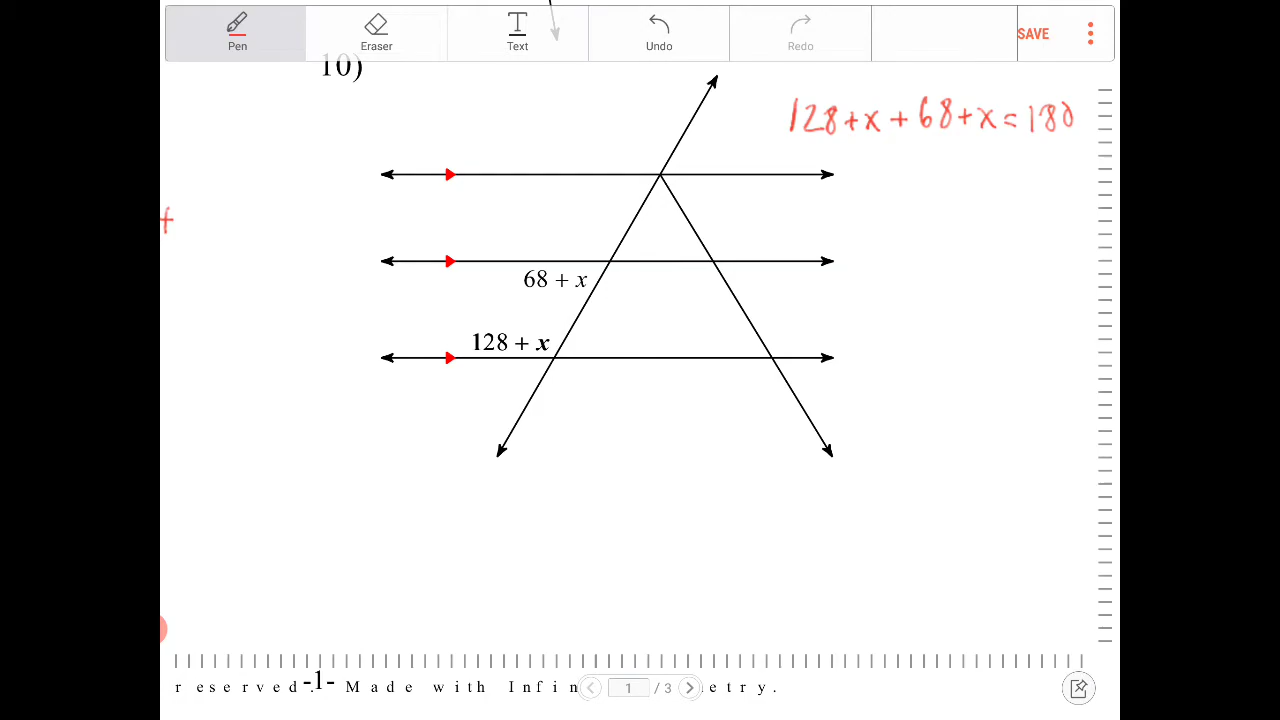 Pen Eraser Text Undo Redo SAVE
10)
128+x+68+x=180
+
68 + x
128 + x
-1-
r eserved. Made with Infin etry.
1 / 3